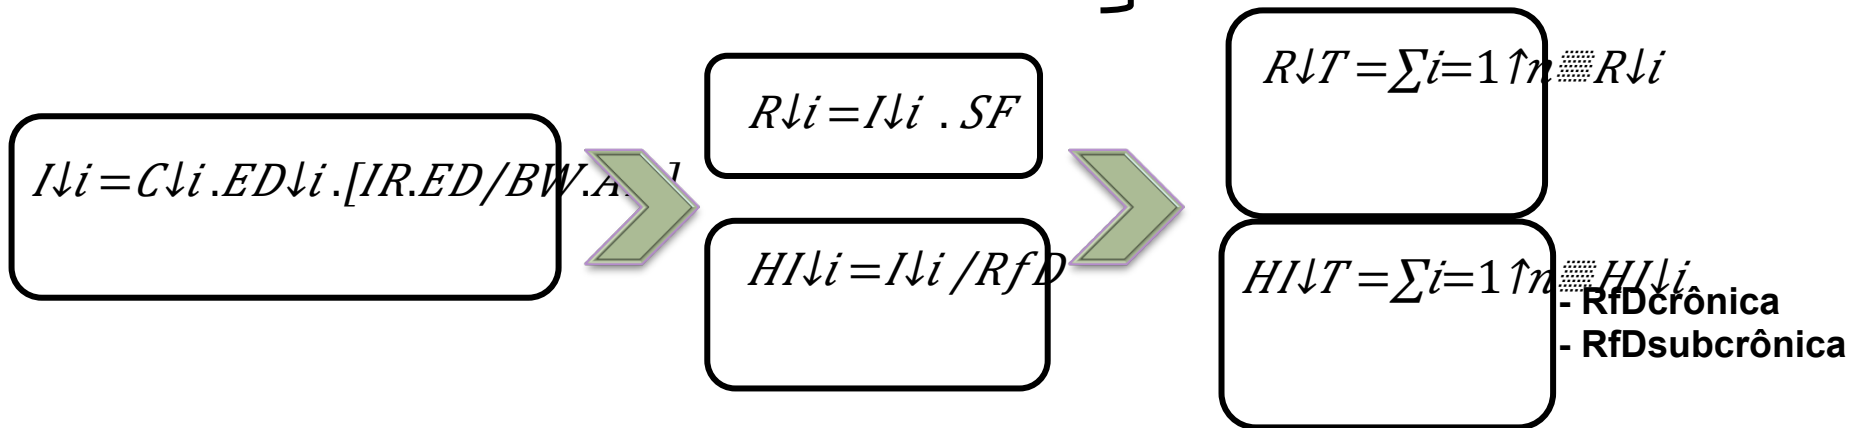 I↓i=C↓i.ED↓i.[IR.ED/BW.A
R↓i=I↓i . SF
HI↓i=I↓i/RfD
R↓T=∑i=1↑n▒R↓i
HI↓T=∑i=1↑n▒HI↓i
- RfDcrônica
- RfDsubcrônica